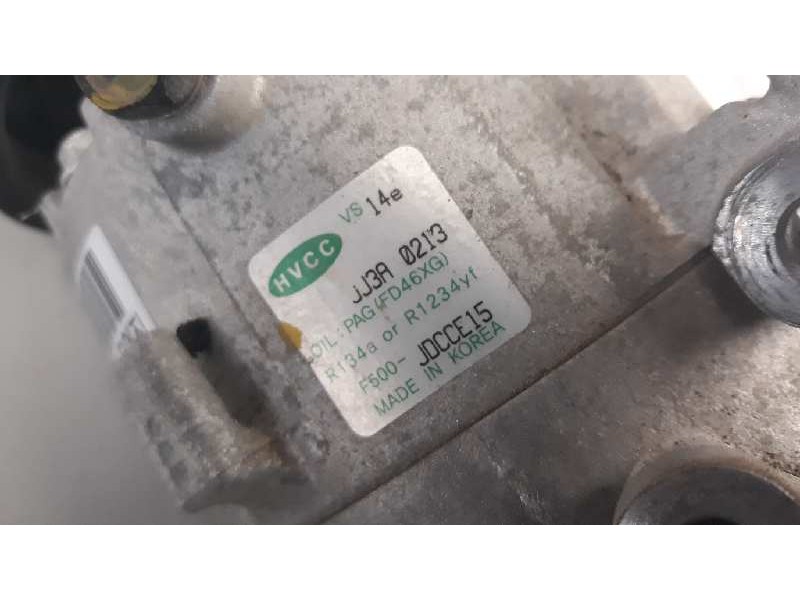 HVCC VS 14e
JJ3A 0213
OIL: PAG(FD46XG)
R134a or R1234yf
F500- JDCCE15
MADE IN KOREA